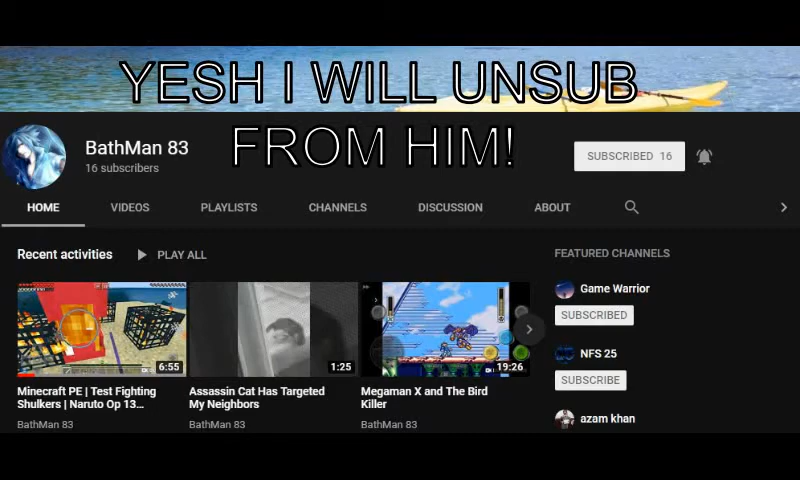 YESH I WILL UNSUB
FROM HIM!
BathMan 83
16 subscribers
SUBSCRIBED 16
HOME VIDEOS PLAYLISTS CHANNELS DISCUSSION ABOUT
Recent activities PLAY ALL
FEATURED CHANNELS
Game Warrior
SUBSCRIBED
NFS 25
SUBSCRIBE
azam khan
6:55
Minecraft PE | Test Fighting
Shulkers | Naruto Op 13...
BathMan 83
1:25
Assassin Cat Has Targeted
My Neighbors
BathMan 83
19:26
Megaman X and The Bird
Killer
BathMan 83